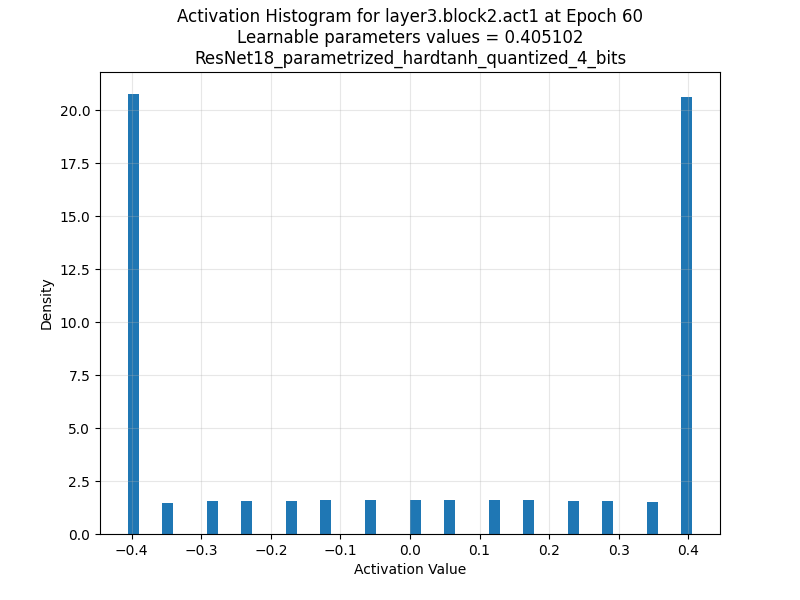 Activation Histogram for layer3.block2.act1 at Epoch 60
Learnable parameters values = 0.405102
ResNet18_parametrized_hardtanh_quantized_4_bits
20.0
17.5
15.0
12.5
10.0
7.5
5.0
2.5
0.0
Density
−0.4 −0.3 −0.2 −0.1 0.0 0.1 0.2 0.3 0.4
Activation Value